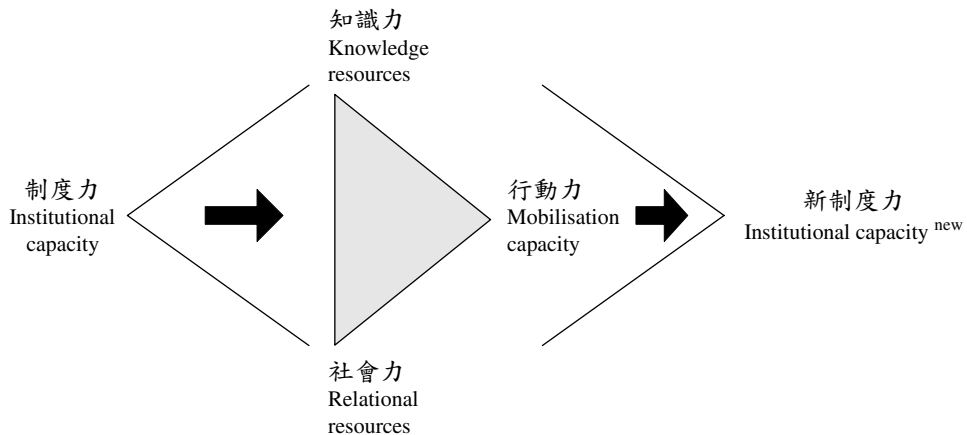 知識力
Knowledge
resources
制度力
Institutional
capacity
行動力
Mobilisation
capacity
新制度力
Institutional capacity new
社會力
Relational
resources